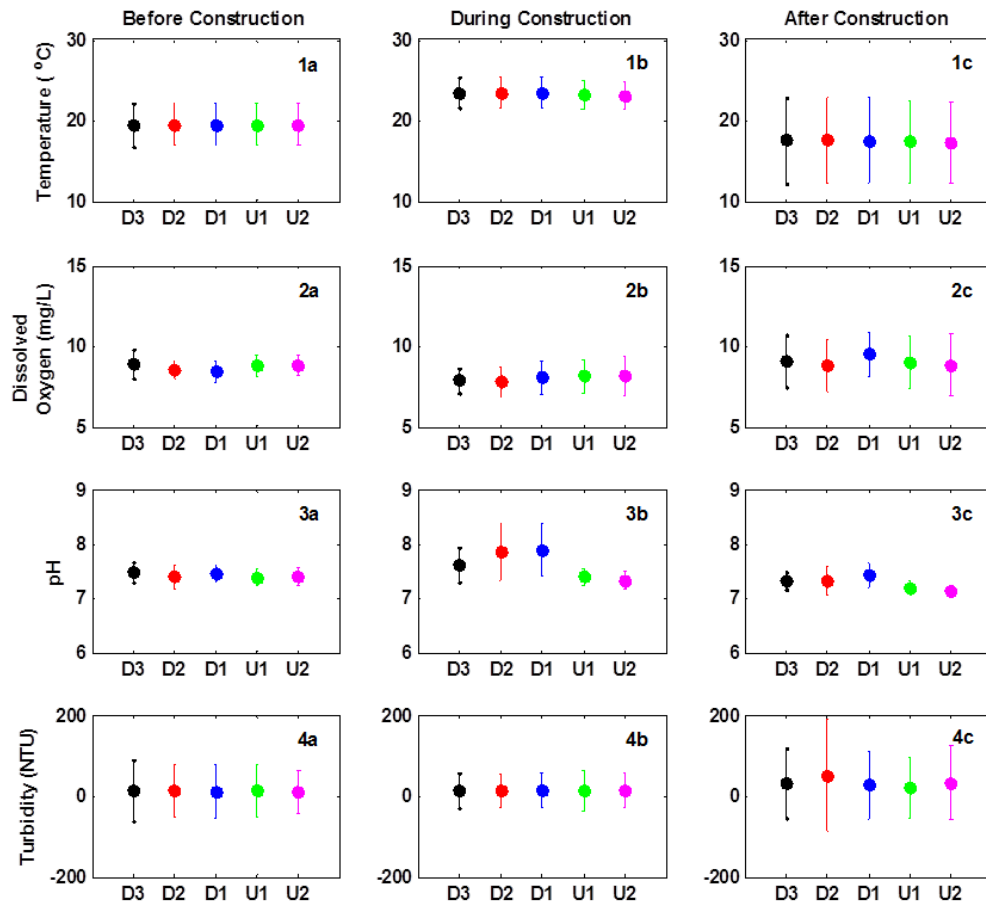 Before Construction During Construction After Construction
Temperature ( °C)
30
20
10
1a
D3 D2 D1 U1 U2
30
20
10
1b
D3 D2 D1 U1 U2
30
20
10
1c
D3 D2 D1 U1 U2
Dissolved
Oxygen (mg/L)
15
10
5
2a
D3 D2 D1 U1 U2
15
10
5
2b
D3 D2 D1 U1 U2
15
10
5
2c
D3 D2 D1 U1 U2
pH
9
8
7
6
3a
D3 D2 D1 U1 U2
9
8
7
6
3b
D3 D2 D1 U1 U2
9
8
7
6
3c
D3 D2 D1 U1 U2
Turbidity (NTU)
200
0
-200
4a
D3 D2 D1 U1 U2
200
0
-200
4b
D3 D2 D1 U1 U2
200
0
-200
4c
D3 D2 D1 U1 U2